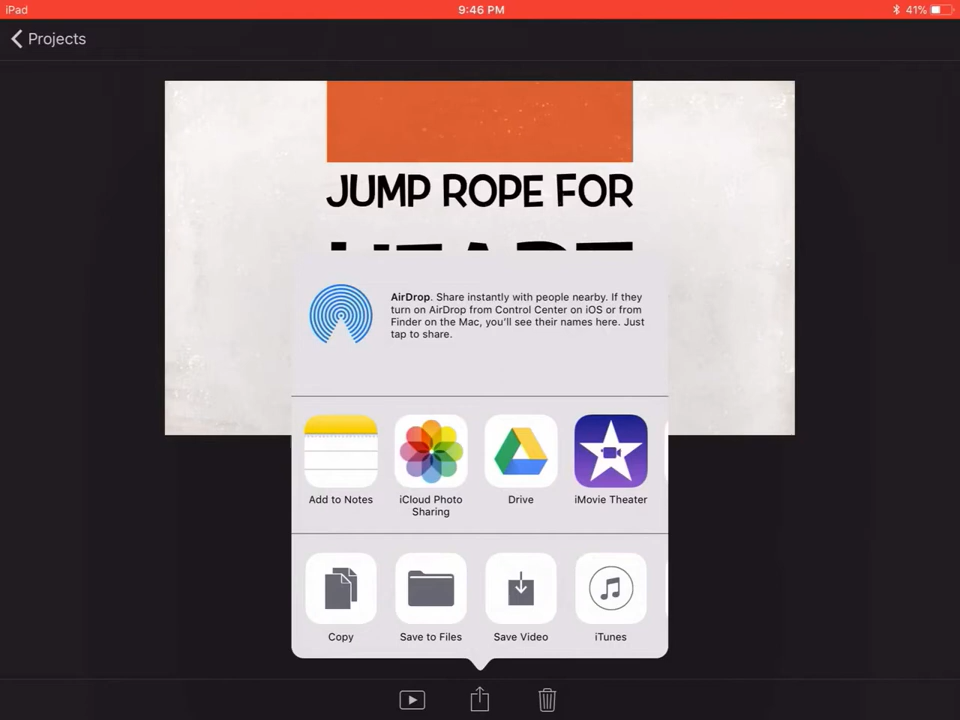 iPad 9:46 PM 41%
Projects
JUMP ROPE FOR
HEART
AirDrop. Share instantly with people nearby. If they
turn on AirDrop from Control Center on iOS or from
Finder on the Mac, you'll see their names here. Just
tap to share.
Add to Notes iCloud Photo Drive iMovie Theater
Sharing
Copy Save to Files Save Video iTunes